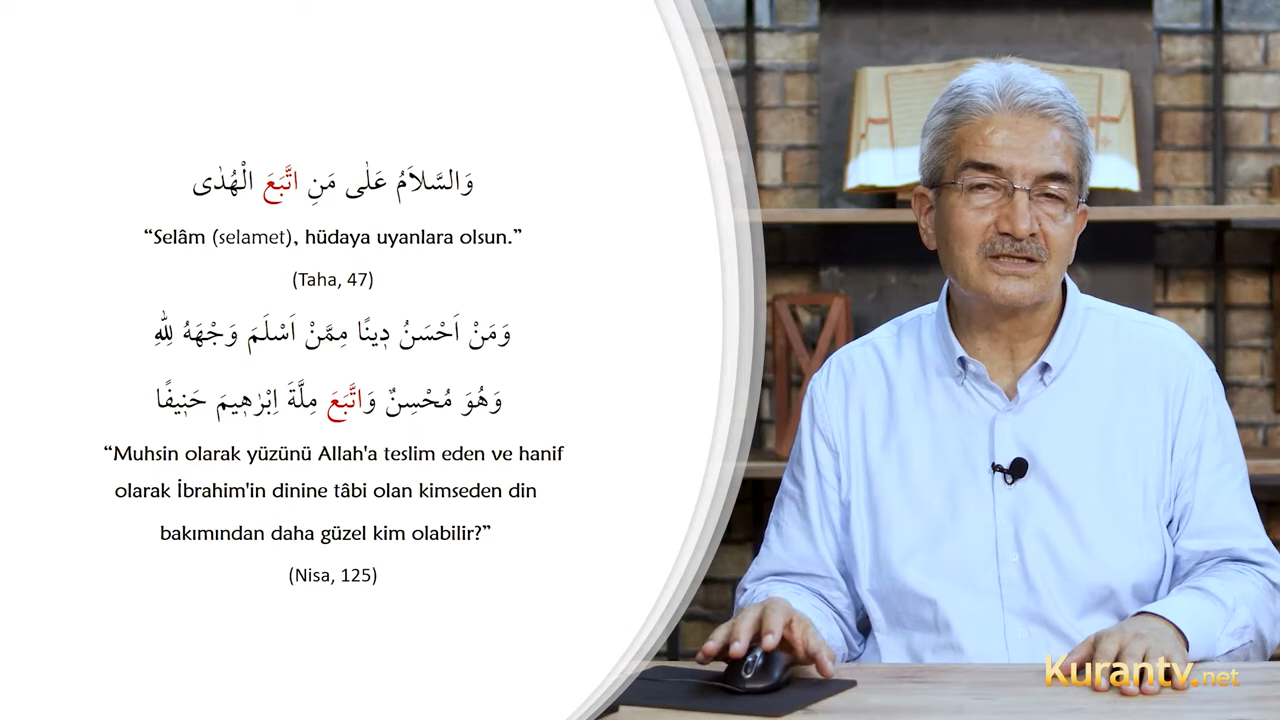 وَالسَّلاَمُ عَلٰى مَنِ اتَّبَعَ الْهُدٰى
“Selâm (selamet), hüdaya uyanlara olsun.”
(Taha, 47)
وَمَنْ اَحْسَنُ د۪ينًا مِمَّنْ اَسْلَمَ وَجْهَهُ لِلّٰهِ
وَهُوَ مُحْسِنٌ وَاتَّبَعَ مِلَّةَ اِبْرٰه۪يمَ حَن۪يفًا
“Muhsin olarak yüzünü Allah'a teslim eden ve hanif
olarak İbrahim'in dinine tâbi olan kimseden din
bakımından daha güzel kim olabilir?”
(Nisa, 125)
Kurantv.net